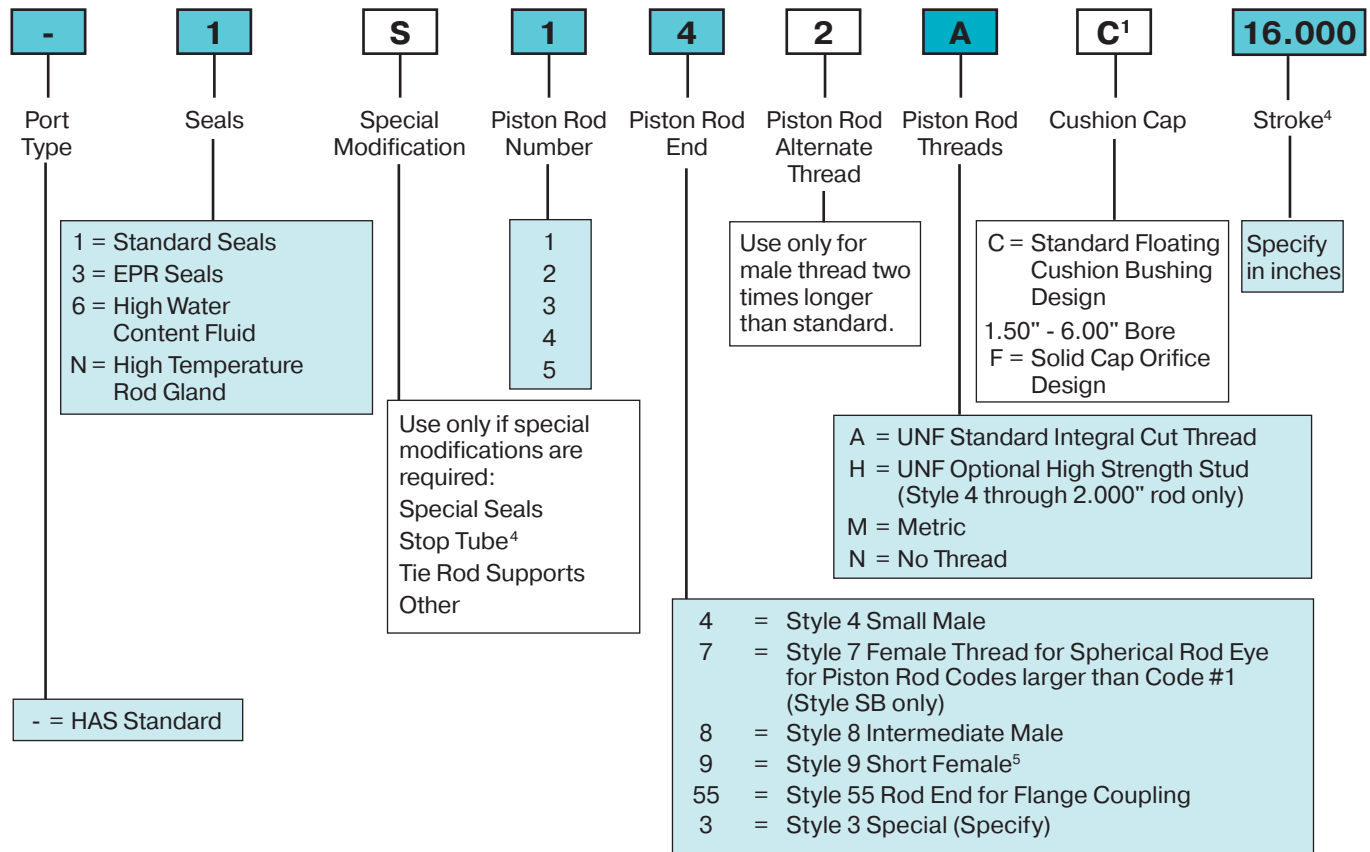 - 1 S 1 4 2 A C¹ 16.000
Port Type
Seals
Special Modification
Piston Rod Number
Piston Rod End
Piston Rod Alternate Thread
Piston Rod Threads
Cushion Cap
Stroke⁴
1 = Standard Seals
3 = EPR Seals
6 = High Water
Content Fluid
N = High Temperature
Rod Gland
1
2
3
4
5
Use only for
male thread two
times longer
than standard.
C = Standard Floating
Cushion Bushing
Design
1.50" - 6.00" Bore
F = Solid Cap Orifice
Design
Specify
in inches
Use only if special
modifications are
required:
Special Seals
Stop Tube⁴
Tie Rod Supports
Other
A = UNF Standard Integral Cut Thread
H = UNF Optional High Strength Stud
(Style 4 through 2.000" rod only)
M = Metric
N = No Thread
4 = Style 4 Small Male
7 = Style 7 Female Thread for Spherical Rod Eye
for Piston Rod Codes larger than Code #1
(Style SB only)
8 = Style 8 Intermediate Male
9 = Style 9 Short Female⁵
55 = Style 55 Rod End for Flange Coupling
3 = Style 3 Special (Specify)
- = HAS Standard